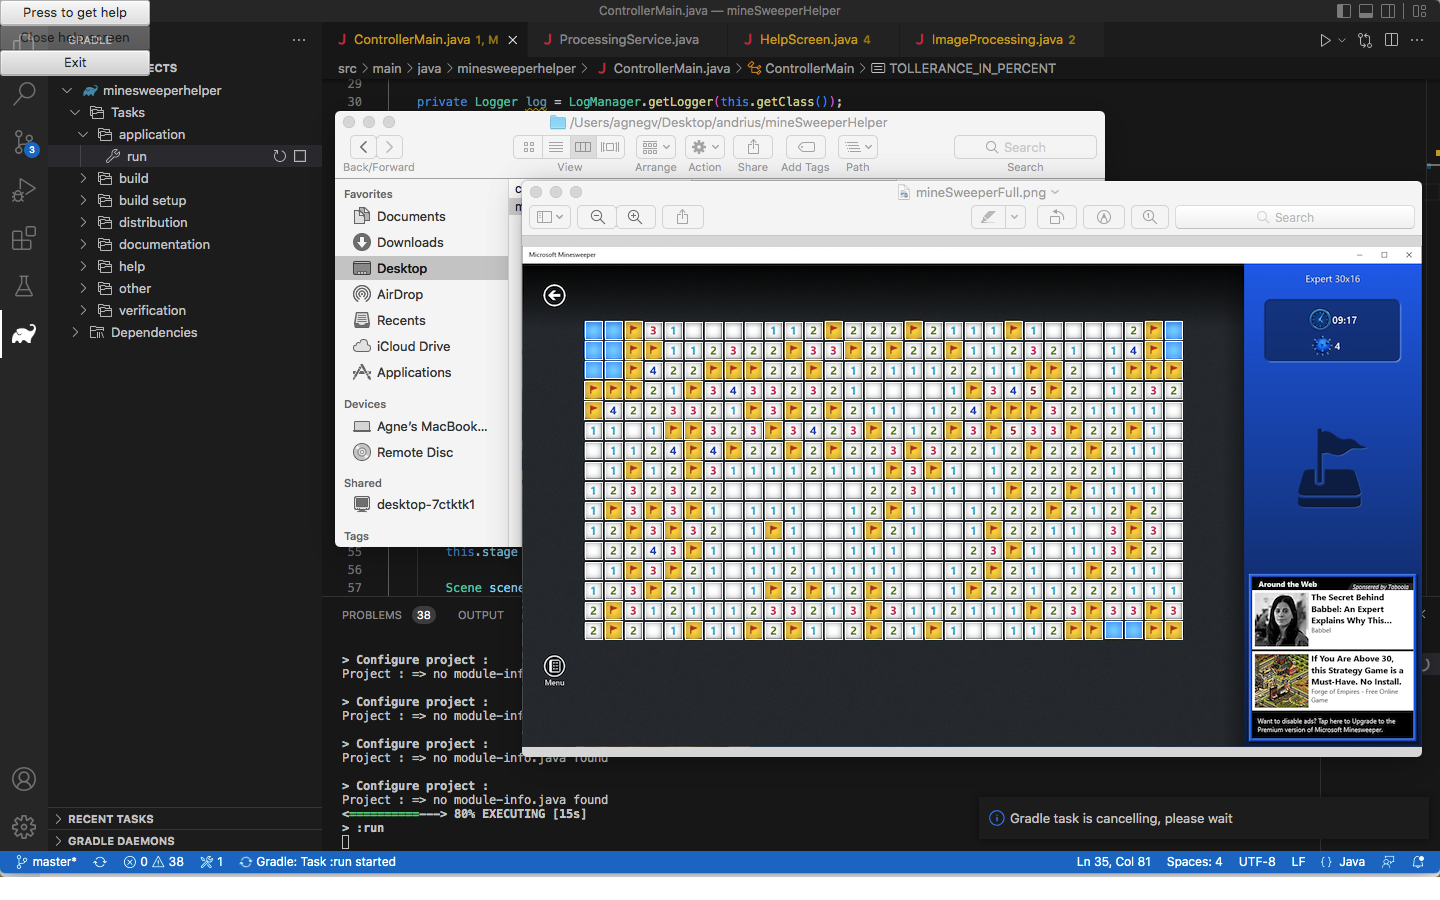 ControllerMain.java — mineSweeperHelper
Press to get help
Close help screen
GRADLE
Exit
ECTS
minesweeperhelper
Tasks
application
run
build
build setup
distribution
documentation
help
other
verification
Dependencies
RECENT TASKS
GRADLE DAEMONS
3
ControllerMain.java 1, M
ProcessingService.java
HelpScreen.java 4
ImageProcessing.java 2
src > main > java > minesweeperhelper > ControllerMain.java > ControllerMain > TOLLERANCE_IN_PERCENT
29
30 private Logger log = LogManager.getLogger(this.getClass());
/Users/agnegv/Desktop/andrius/mineSweeperHelper
Search
Back/Forward
View
Arrange
Action
Share
Add Tags
Path
Search
Favorites
Documents
Downloads
Desktop
AirDrop
Recents
iCloud Drive
Applications
Devices
Agne's MacBook...
Remote Disc
Shared
desktop-7ctktk1
Tags
mineSweeperFull.png
Search
Microsoft Minesweeper
Expert 30x16
09:17
4
Menu
Around the Web
Sponsored by Taboola
The Secret Behind
Babbel: An Expert
Explains Why This...
Babbel
If You Are Above 30,
this Strategy Game is a
Must-Have. No Install.
Forge of Empires - Free Online
Game
Want to disable ads? Tap here to Upgrade to the
Premium version of Microsoft Minesweeper.
55 this.stage
56
57 Scene scene
PROBLEMS 38 OUTPUT
> Configure project :
Project : => no module-inf
> Configure project :
Project : => no module-inf
> Configure project :
Project : => no module-info.java found
> Configure project :
Project : => no module-info.java found
<==========---> 80% EXECUTING [15s]
> :run
Gradle task is cancelling, please wait
master* 0 38 1 Gradle: Task :run started
Ln 35, Col 81 Spaces: 4 UTF-8 LF {} Java